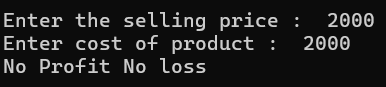 Enter the selling price :  2000
Enter cost of product :  2000
No Profit No loss